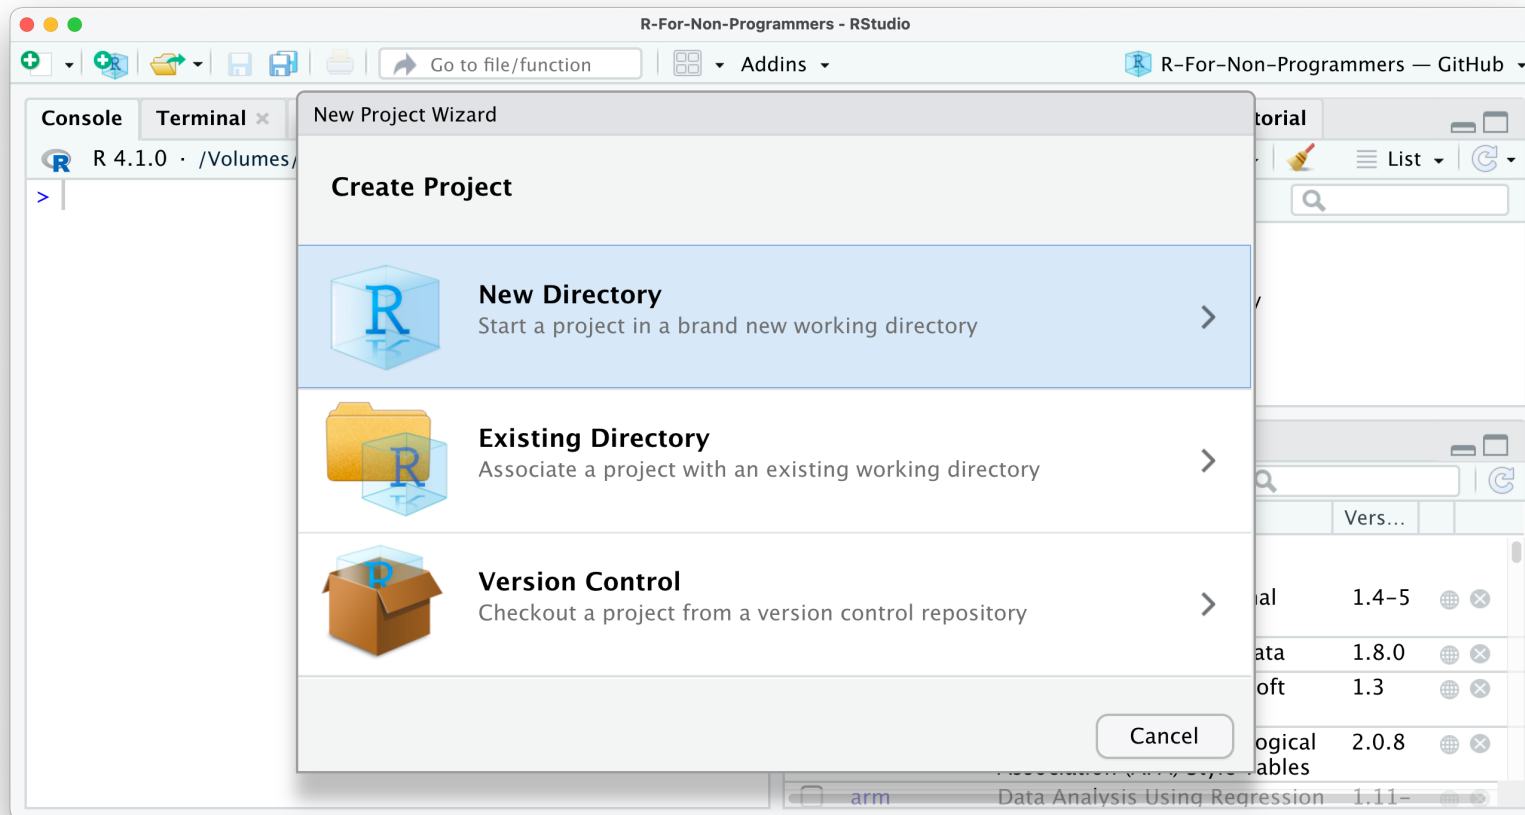 R-For-Non-Programmers - RStudio
Go to file/function
Addins
R-For-Non-Programmers — GitHub
Console
Terminal
torial
R 4.1.0 · /Volumes/
List
>
New Project Wizard
Create Project
New Directory
Start a project in a brand new working directory
Existing Directory
Associate a project with an existing working directory
Version Control
Checkout a project from a version control repository
Cancel
Vers...
1.4-5
ata 1.8.0
oft 1.3
ogical 2.0.8
arm Data Analysis Using Regression 1.11-